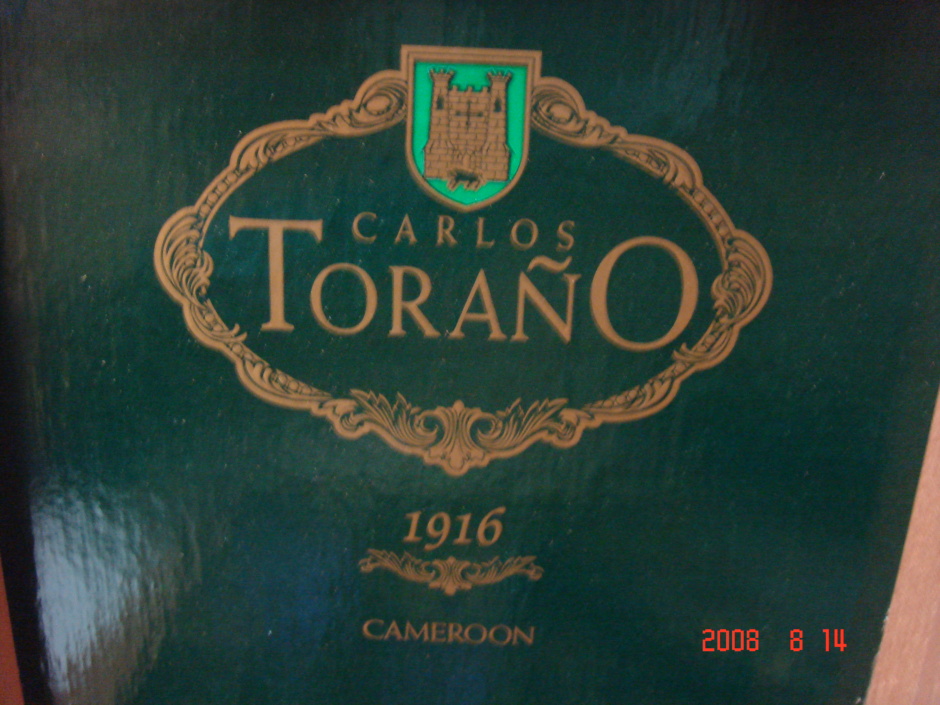 CARLOS
TORAÑO
1916
CAMEROON
2008 8 14